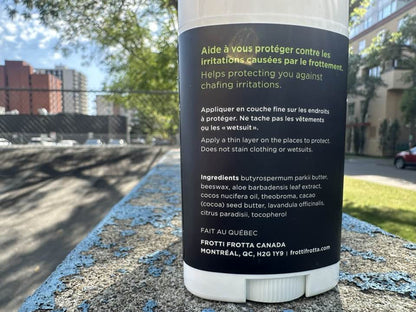 Aide à vous protéger contre les
irritations causées par le frottement.
Helps protecting you against
chafing irritations.
Appliquer en couche fine sur les endroits
à protéger. Ne tache pas les vêtements
ou les « wetsuit ».
Apply a thin layer on the places to protect.
Does not stain clothing or wetsuits.
Ingredients butyrospermum parkii butter,
beeswax, aloe barbadensis leaf extract,
cocos nucifera oil, theobroma, cacao
(cocoa) seed butter, lavandula officinalis,
citrus paradisii, tocopherol
FAIT AU QUÉBEC
FROTTI FROTTA CANADA
MONTRÉAL, QC, H2G 1Y9 | frottifrotta.com